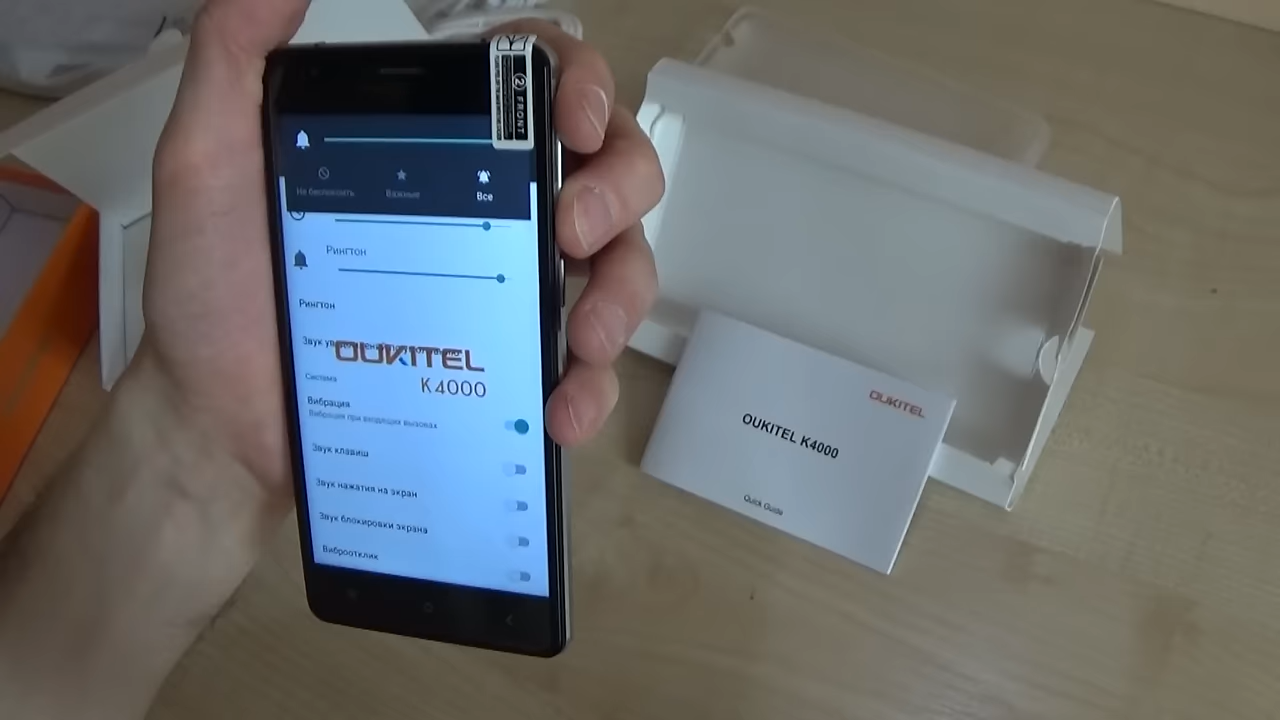 2
FRONT
Не беспокоить
Важные
Все
Рингтон
Рингтон
Звук
OUKITEL
K4000
Система
Вибрация
Вибрация при входящих вызовах
Звук клавиш
Звук нажатия на экран
Звук блокировки экрана
Виброотклик
OUKITEL
OUKITEL K4000
Quick Guide